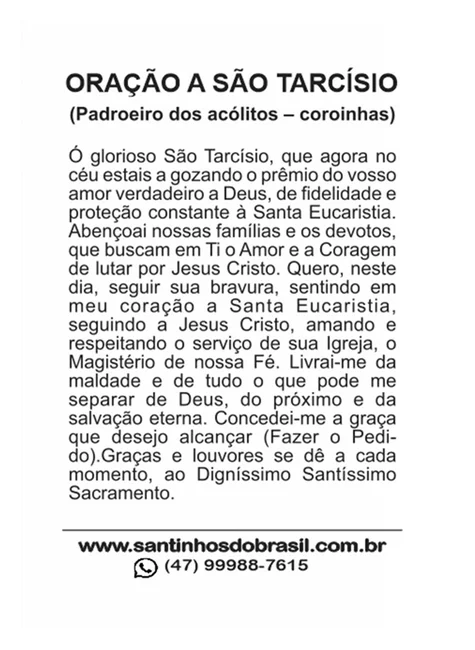 ORAÇÃO A SÃO TARCÍSIO
(Padroeiro dos acólitos – coroinhas)
Ó glorioso São Tarcísio, que agora no
céu estais a gozando o prêmio do vosso
amor verdadeiro a Deus, de fidelidade e
proteção constante à Santa Eucaristia.
Abençoai nossas famílias e os devotos,
que buscam em Ti o Amor e a Coragem
de lutar por Jesus Cristo. Quero, neste
dia, seguir sua bravura, sentindo em
meu coração a Santa Eucaristia,
seguindo a Jesus Cristo, amando e
respeitando o serviço de sua Igreja, o
Magistério de nossa Fé. Livrai-me da
maldade e de tudo o que pode me
separar de Deus, do próximo e da
salvação eterna. Concedei-me a graça
que desejo alcançar (Fazer o Pedi-
do).Graças e louvores se dê a cada
momento, ao Digníssimo Santíssimo
Sacramento.
www.santinhosdobrasil.com.br
(47) 99988-7615